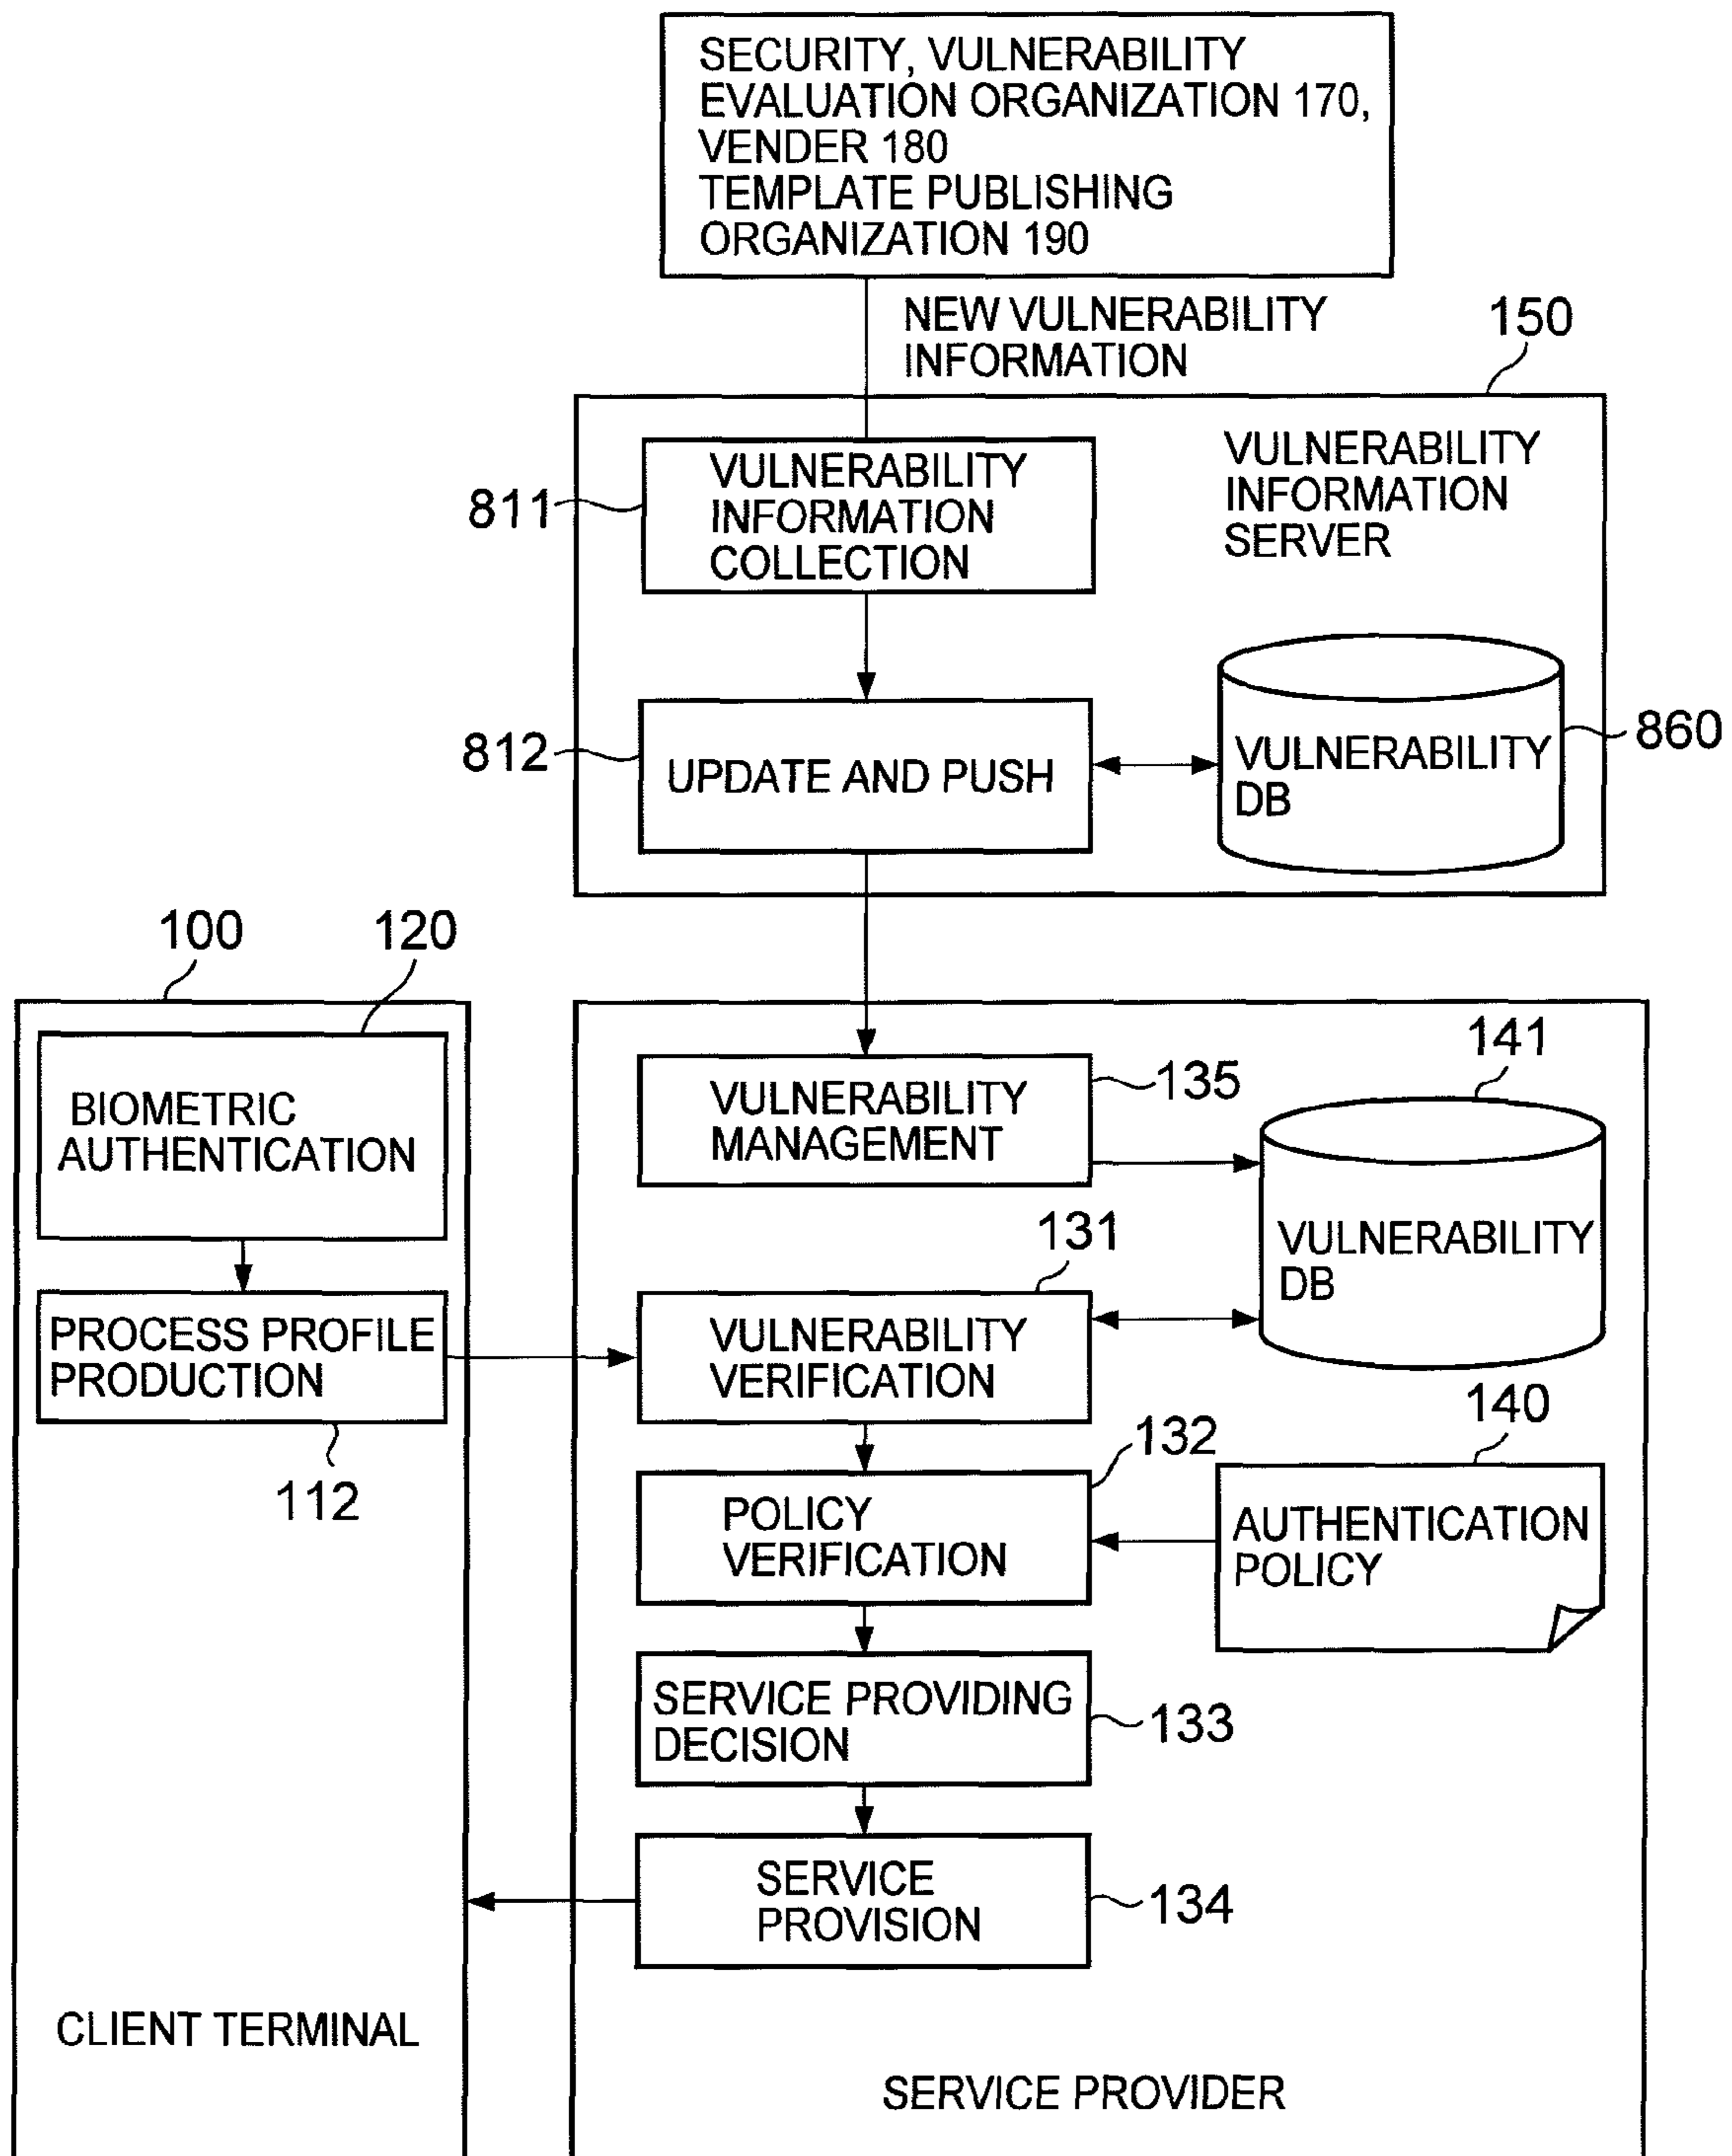 SECURITY, VULNERABILITY
EVALUATION ORGANIZATION 170,
VENDER 180
TEMPLATE PUBLISHING
ORGANIZATION 190
NEW VULNERABILITY
INFORMATION
150
VULNERABILITY
INFORMATION
SERVER
811
VULNERABILITY
INFORMATION
COLLECTION
812
UPDATE AND PUSH
VULNERABILITY
DB
860
100
120
BIOMETRIC
AUTHENTICATION
PROCESS PROFILE
PRODUCTION
112
CLIENT TERMINAL
VULNERABILITY
MANAGEMENT
135
141
VULNERABILITY
DB
131
VULNERABILITY
VERIFICATION
132
POLICY
VERIFICATION
140
AUTHENTICATION
POLICY
SERVICE PROVIDING
DECISION
133
SERVICE
PROVISION
134
SERVICE PROVIDER